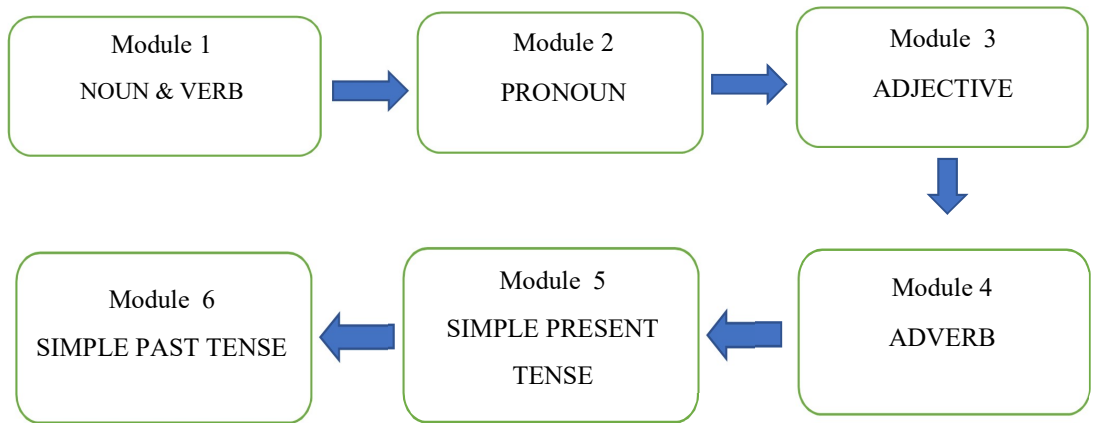 Module 1
NOUN & VERB
Module 2
PRONOUN
Module 3
ADJECTIVE
Module 4
ADVERB
Module 5
SIMPLE PRESENT
TENSE
Module 6
SIMPLE PAST TENSE